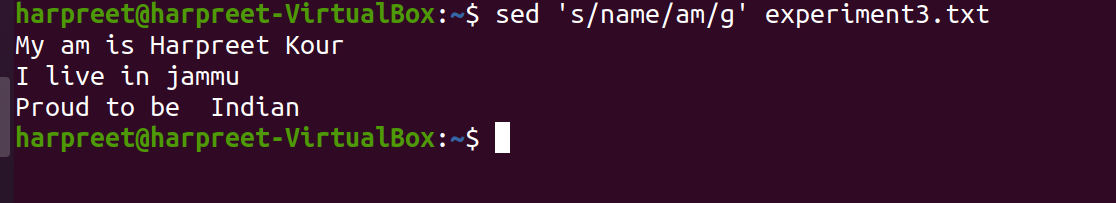 harpreet@harpreet-VirtualBox:~$ sed 's/name/am/g' experiment3.txt
My am is Harpreet Kour
I live in jammu
Proud to be  Indian
harpreet@harpreet-VirtualBox:~$